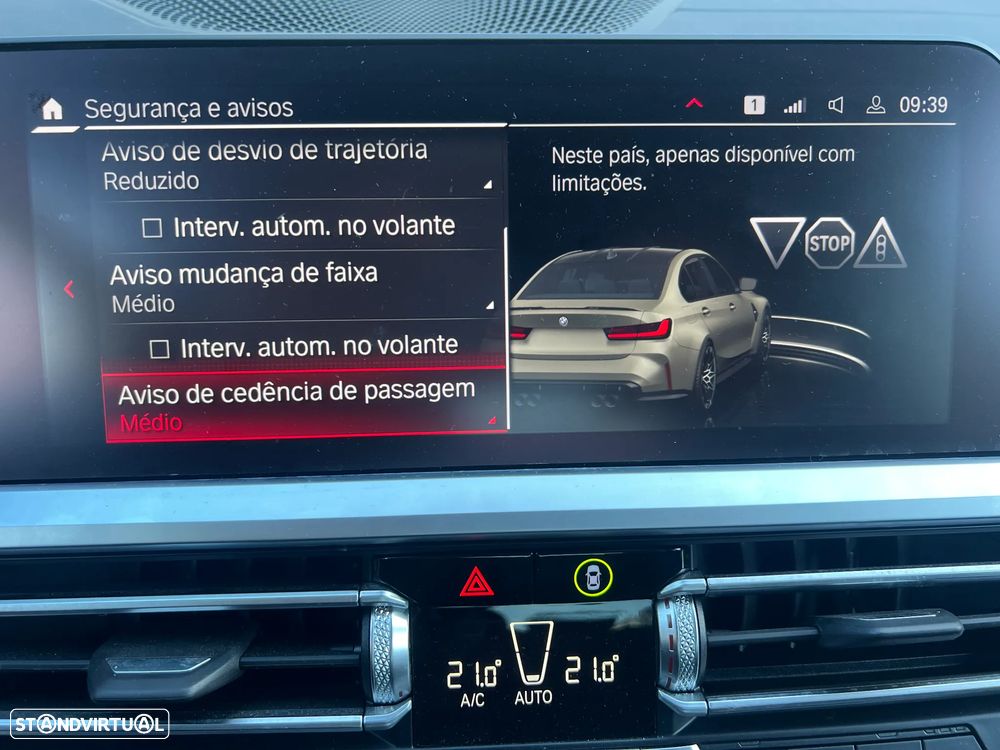 Segurança e avisos
1
09:39
Aviso de desvio de trajetória
Reduzido
Interv. autom. no volante
Aviso mudança de faixa
Médio
Interv. autom. no volante
Aviso de cedência de passagem
Médio
Neste país, apenas disponível com
limitações.
STOP
21.0°
A/C
AUTO
21.0°
STANDVIRTUAL